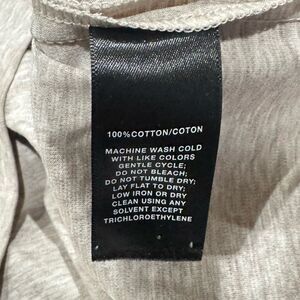 100%COTTON/COTON
MACHINE WASH COLD
WITH LIKE COLORS
GENTLE CYCLE;
DO NOT BLEACH;
DO NOT TUMBLE DRY;
LAY FLAT TO DRY;
LOW IRON OR DRY
CLEAN USING ANY
SOLVENT EXCEPT
TRICHLOROETHYLENE